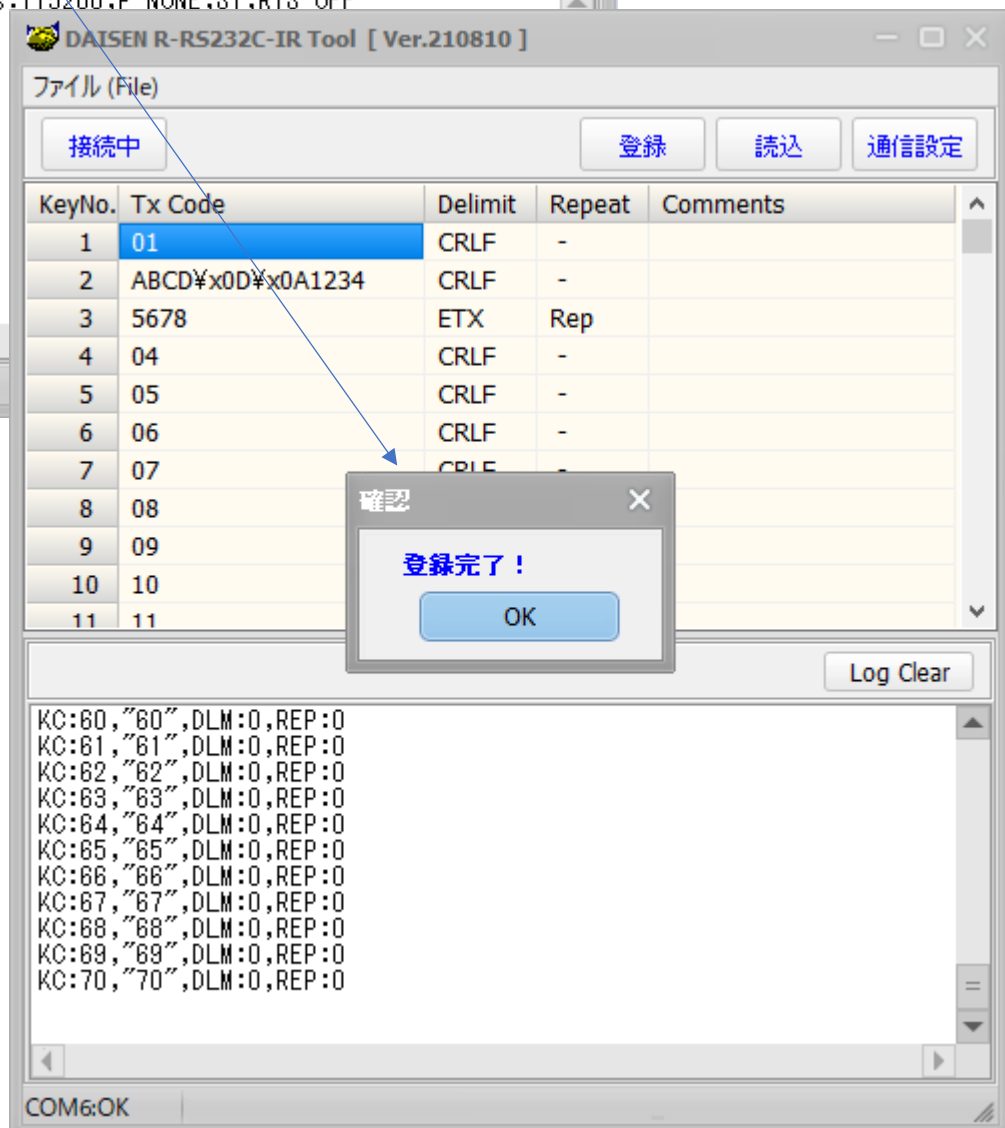 DAISEN R-RS232C-IR Tool [ Ver.210810 ]
ファイル (File)
接続中 登録 読込 通信設定
KeyNo. Tx Code Delimit Repeat Comments
1 01 CRLF -
2 ABCD¥x0D¥x0A1234 CRLF -
3 5678 ETX Rep
4 04 CRLF -
5 05 CRLF -
6 06 CRLF -
7 07 CRLF -
8 08
9 09
10 10
11 11
確認
登録完了！
OK
Log Clear
KC:60,"60",DLM:0,REP:0
KC:61,"61",DLM:0,REP:0
KC:62,"62",DLM:0,REP:0
KC:63,"63",DLM:0,REP:0
KC:64,"64",DLM:0,REP:0
KC:65,"65",DLM:0,REP:0
KC:66,"66",DLM:0,REP:0
KC:67,"67",DLM:0,REP:0
KC:68,"68",DLM:0,REP:0
KC:69,"69",DLM:0,REP:0
KC:70,"70",DLM:0,REP:0
COM6:OK